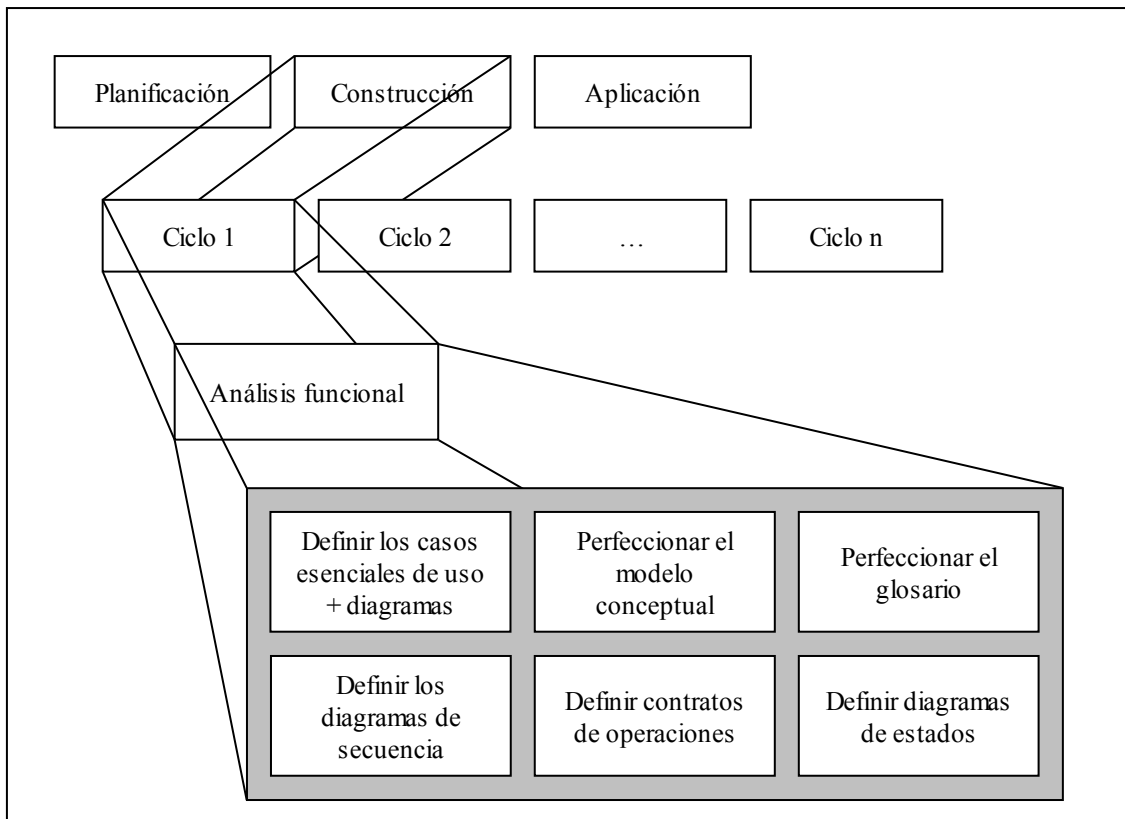 Planificación
Construcción
Aplicación
Ciclo 1
Ciclo 2
…
Ciclo n
Análisis funcional
Definir los casos
esenciales de uso
+ diagramas
Perfeccionar el
modelo
conceptual
Perfeccionar el
glosario
Definir los
diagramas de
secuencia
Definir contratos
de operaciones
Definir diagramas
de estados